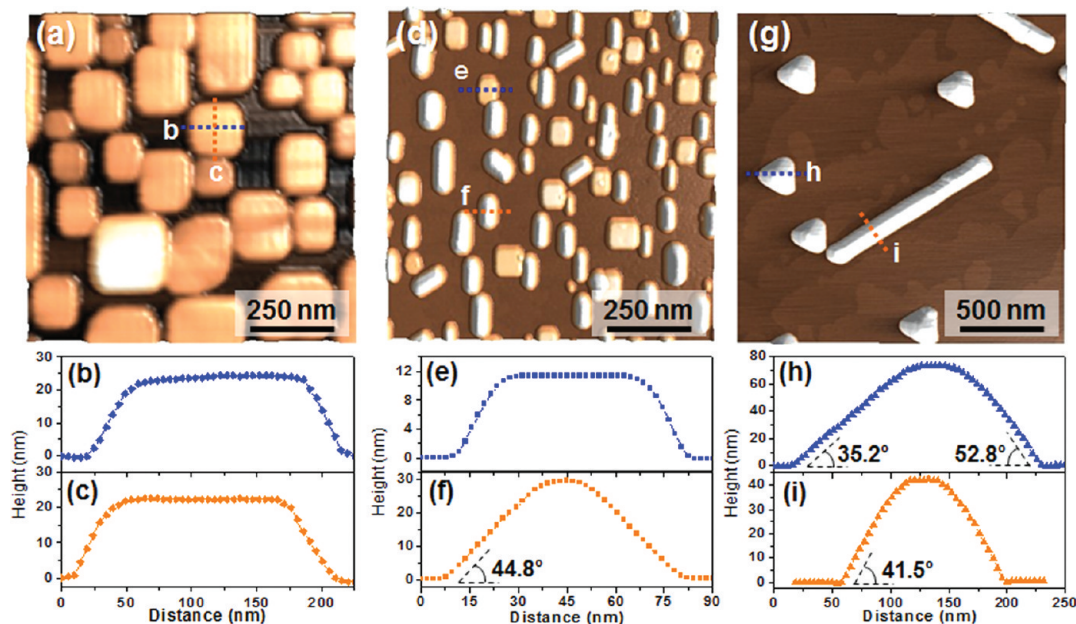 (a)
b
c
250 nm
(d)
e
f
250 nm
(g)
h
i
500 nm
(b)
30
20
10
0
(c)
30
20
10
0
0 50 100 150 200
Distance (nm)
Height (nm)
(e)
12
8
4
0
(f)
30
20
10
0
44.8°
0 15 30 45 60 75 90
Distance (nm)
Height (nm)
(h)
80
60
40
20
0
35.2°
52.8°
(i)
40
30
20
10
0
41.5°
0 50 100 150 200 250
Distance (nm)
Height (nm)